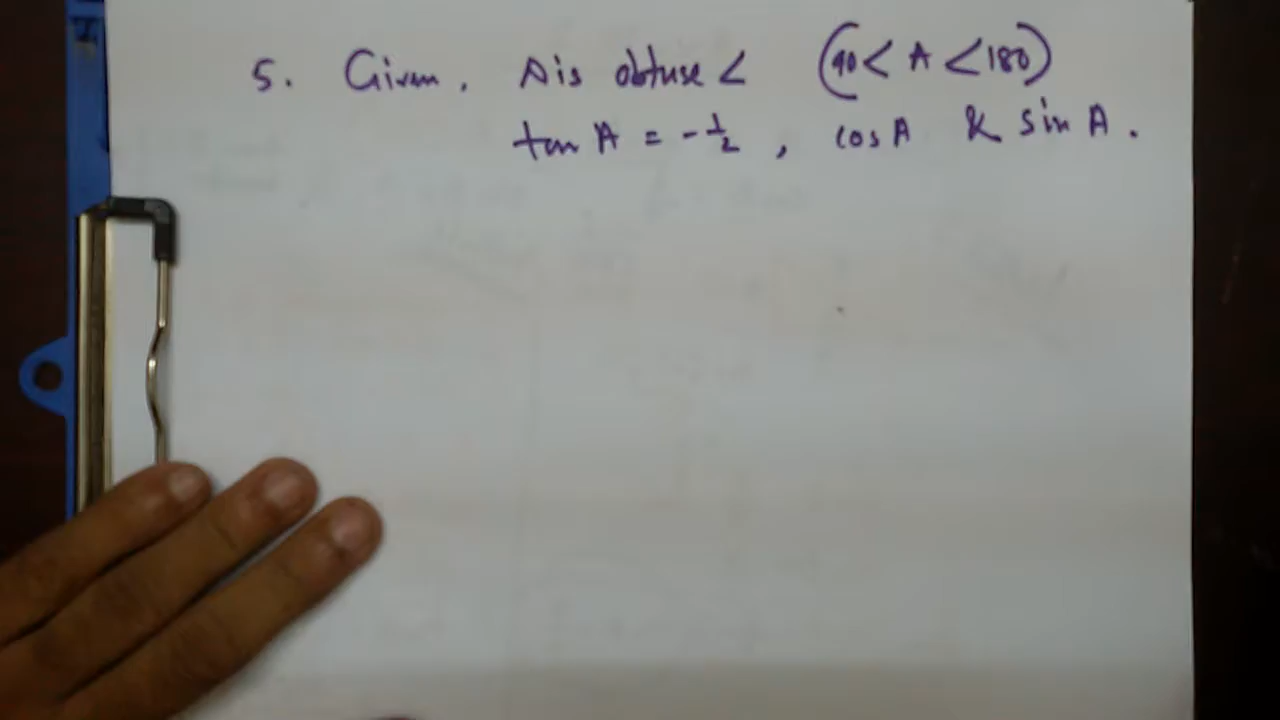 5. Given, A is obtuse < (90 < A < 180)
tan A = -1/2, cos A & sin A.